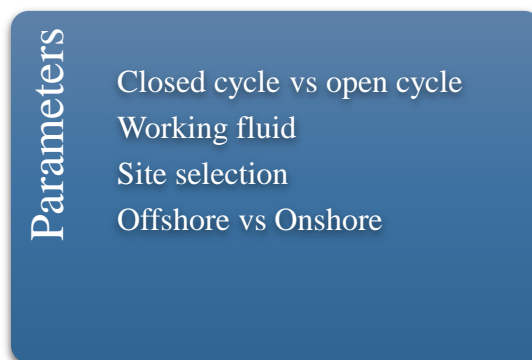 Parameters
Closed cycle vs open cycle
Working fluid
Site selection
Offshore vs Onshore